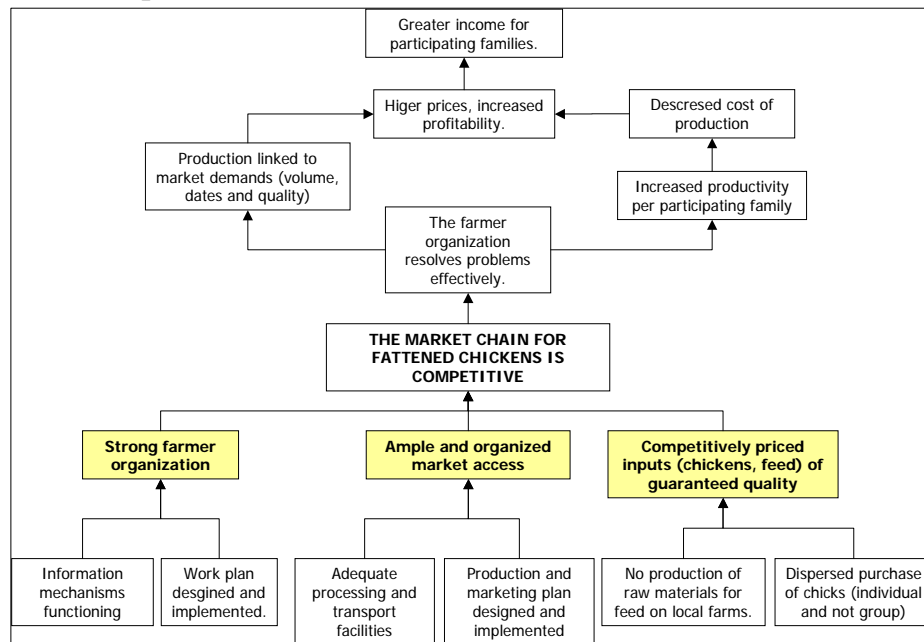 Greater income for
participating families.
Higer prices, increased
profitability.
Descresed cost of
production
Production linked to
market demands (volume,
dates and quality)
Increased productivity
per participating family
The farmer
organization
resolves problems
effectively.
THE MARKET CHAIN FOR
FATTENED CHICKENS IS
COMPETITIVE
Strong farmer
organization
Ample and organized
market access
Competitively priced
inputs (chickens, feed) of
guaranteed quality
Information
mechanisms
functioning
Work plan
desgined and
implemented.
Adequate
processing and
transport
facilities
Production and
marketing plan
designed and
implemented
No production of
raw materials for
feed on local farms.
Dispersed purchase
of chicks (individual
and not group)